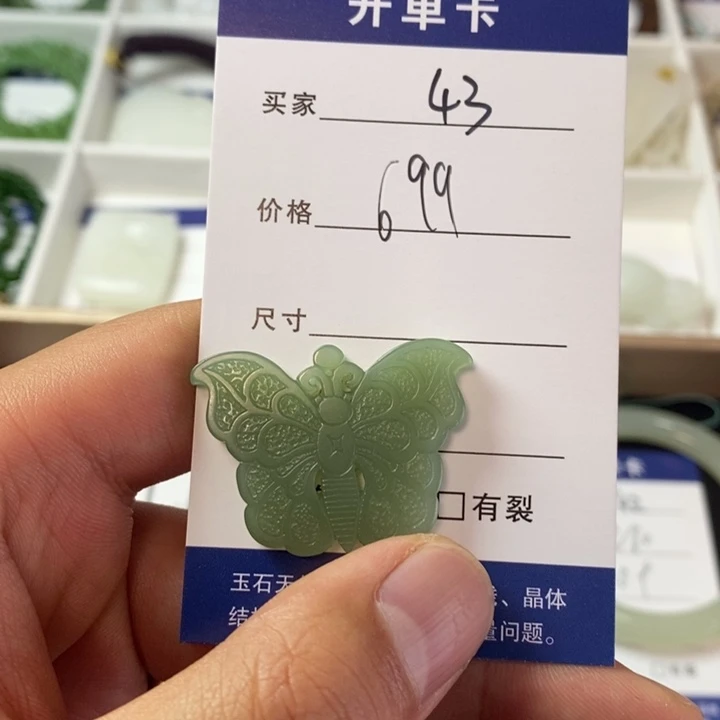 开单卡
买家 43
价格 699
尺寸
□有裂
玉石天 、晶体
结 量问题。